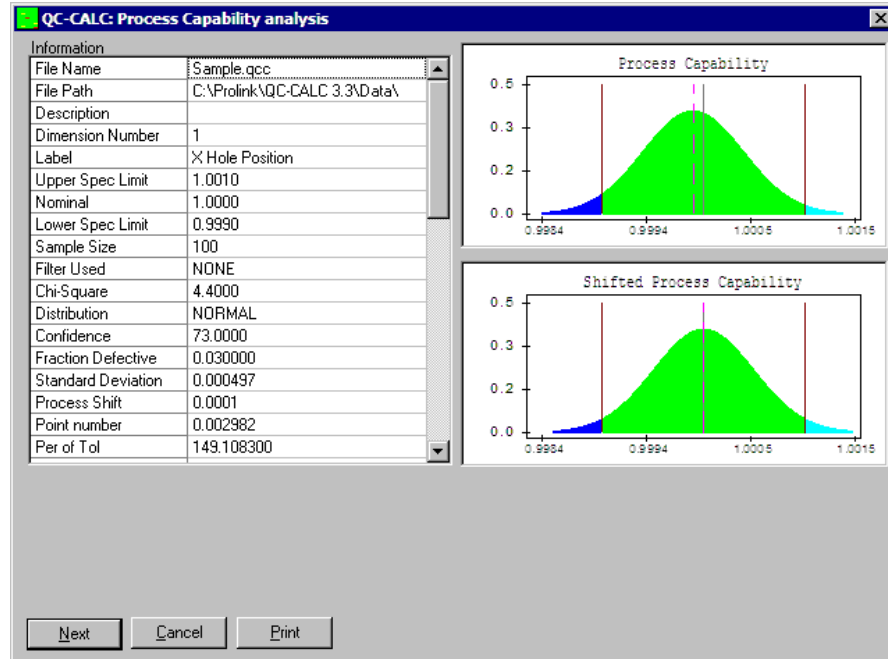 QC-CALC: Process Capability analysis
Information
File Name Sample.qcc
File Path C:\Prolink\QC-CALC 3.3\Data\
Description
Dimension Number 1
Label X Hole Position
Upper Spec Limit 1.0010
Nominal 1.0000
Lower Spec Limit 0.9990
Sample Size 100
Filter Used NONE
Chi-Square 4.4000
Distribution NORMAL
Confidence 73.0000
Fraction Defective 0.030000
Standard Deviation 0.000497
Process Shift 0.0001
Point number 0.002982
Per of Tol 149.108300
Process Capability
0.5
0.3
0.2
0.0
0.9984 0.9994 1.0005 1.0015
Shifted Process Capability
0.5
0.3
0.2
0.0
0.9984 0.9994 1.0005 1.0015
Next Cancel Print